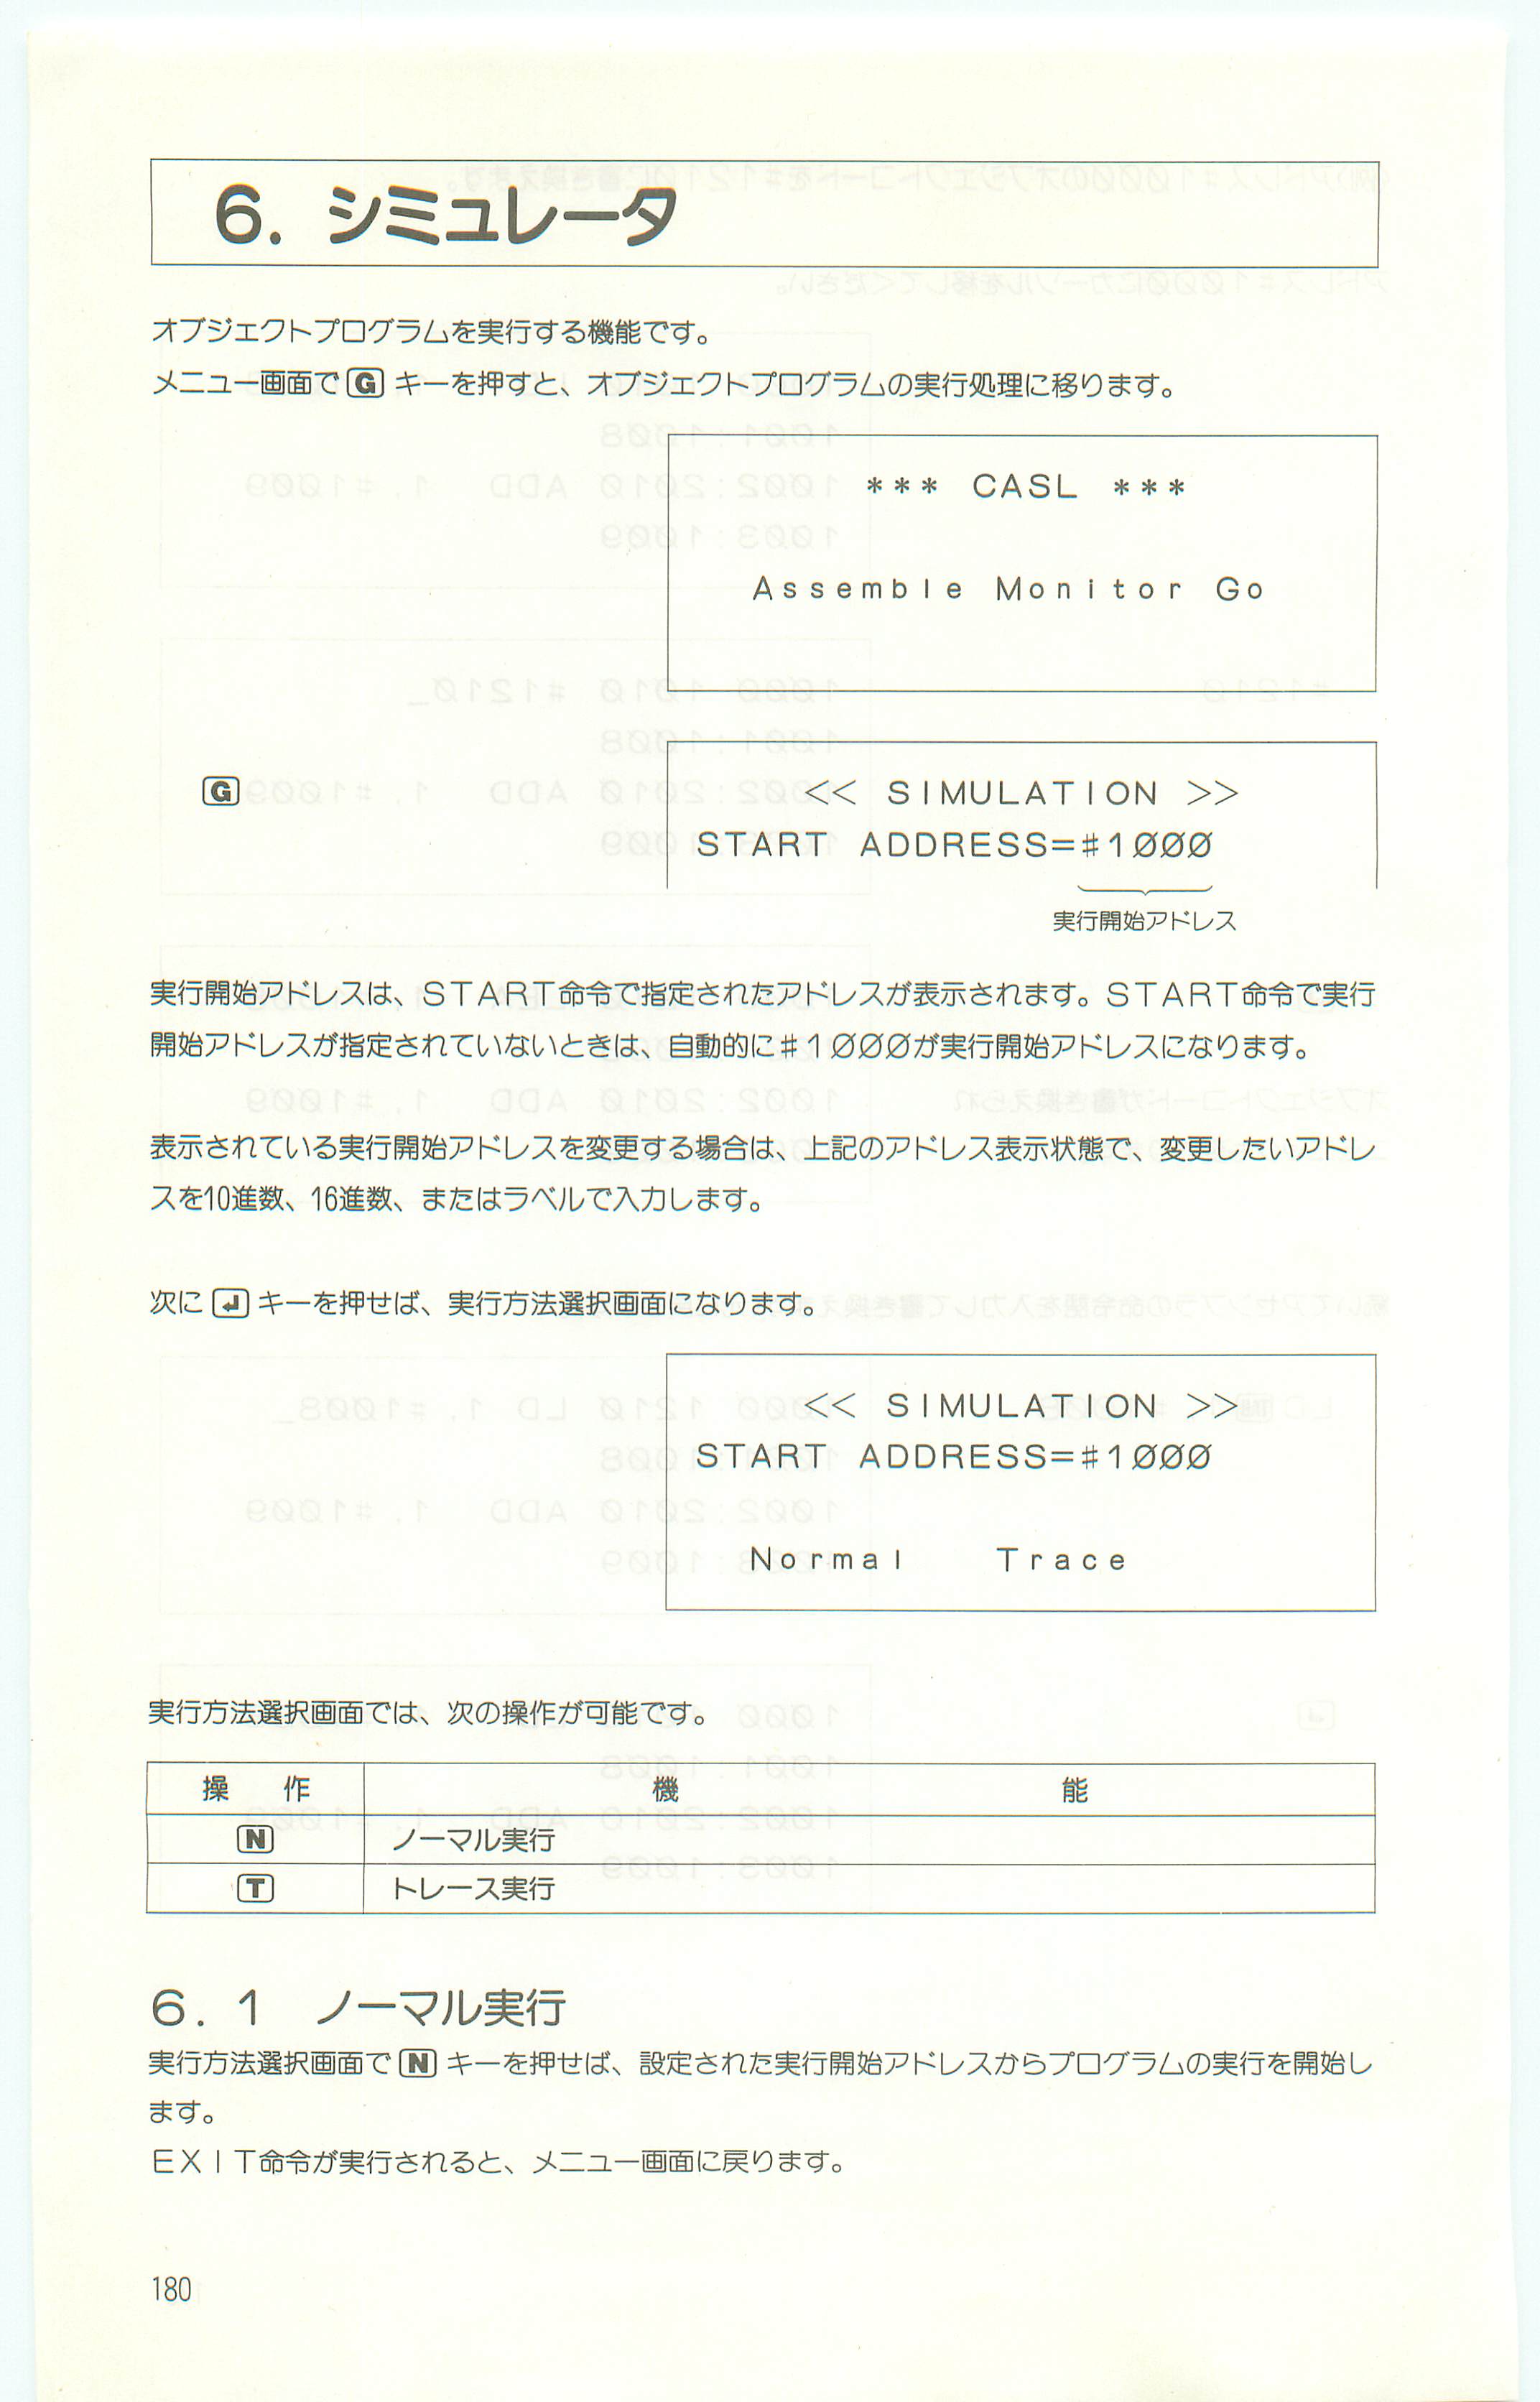 6. シミュレータ
オブジェクトプログラムを実行する機能です。
メニュー画面で G キーを押すと、オブジェクトプログラムの実行処理に移ります。
*** CASL ***
Assemble Monitor Go
G
<< SIMULATION >>
START ADDRESS=#1000
実行開始アドレス
実行開始アドレスは、START命令で指定されたアドレスが表示されます。START命令で実行
開始アドレスが指定されていないときは、自動的に#1000が実行開始アドレスになります。
表示されている実行開始アドレスを変更する場合は、上記のアドレス表示状態で、変更したいアドレ
スを10進数、16進数、またはラベルで入力します。
次に ↲ キーを押せば、実行方法選択画面になります。
<< SIMULATION >>
START ADDRESS=#1000
Normal Trace
実行方法選択画面では、次の操作が可能です。
操 作 機 能
N ノーマル実行
T トレース実行
6.1 ノーマル実行
実行方法選択画面で N キーを押せば、設定された実行開始アドレスからプログラムの実行を開始し
ます。
EXIT命令が実行されると、メニュー画面に戻ります。
180